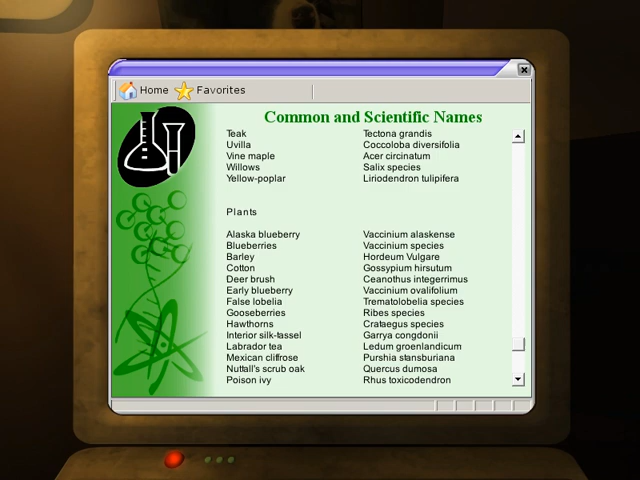 Home Favorites
Common and Scientific Names
Teak Tectona grandis
Uvilla Coccoloba diversifolia
Vine maple Acer circinatum
Willows Salix species
Yellow-poplar Liriodendron tulipifera
Plants
Alaska blueberry Vaccinium alaskense
Blueberries Vaccinium species
Barley Hordeum Vulgare
Cotton Gossypium hirsutum
Deer brush Ceanothus integerrimus
Early blueberry Vaccinium ovalifolium
False lobelia Trematolobelia species
Gooseberries Ribes species
Hawthorns Crataegus species
Interior silk-tassel Garrya congdonii
Labrador tea Ledum groenlandicum
Mexican cliffrose Purshia stansburiana
Nuttall's scrub oak Quercus dumosa
Poison ivy Rhus toxicodendron